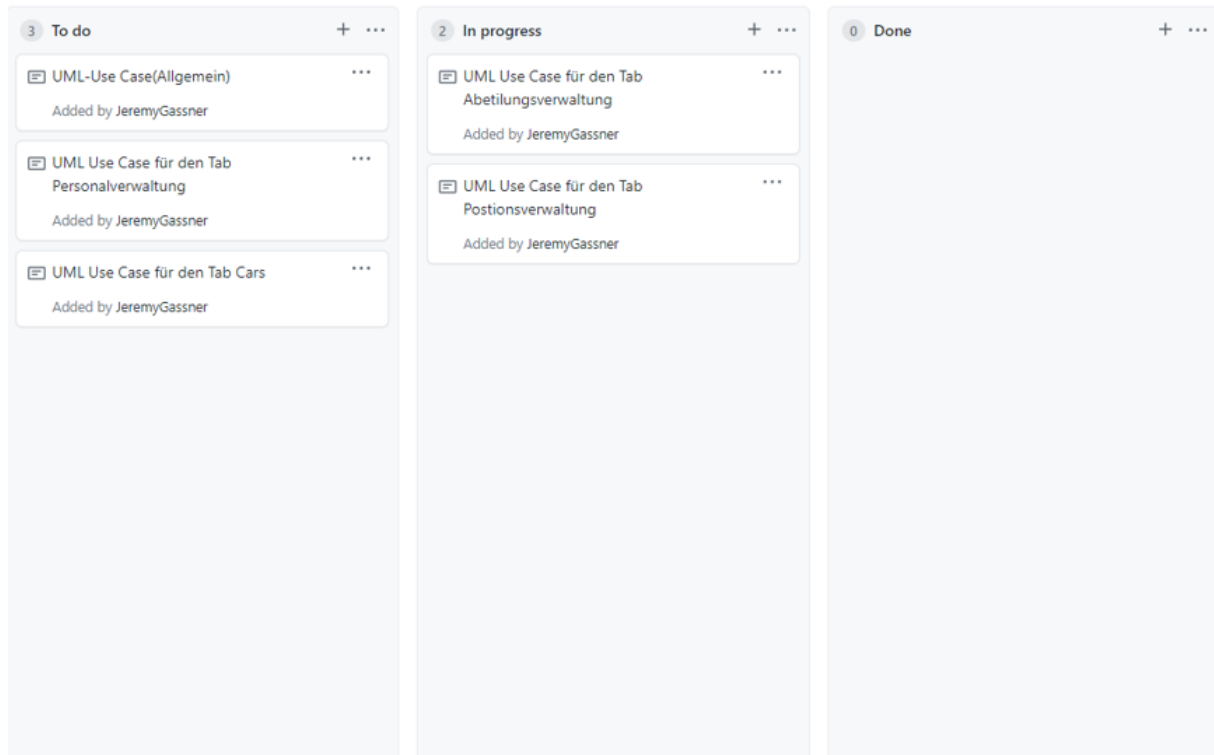 3 To do
UML-Use Case(Allgemein)
Added by JeremyGassner
UML Use Case für den Tab
Personalverwaltung
Added by JeremyGassner
UML Use Case für den Tab Cars
Added by JeremyGassner
2 In progress
UML Use Case für den Tab
Abetilungsverwaltung
Added by JeremyGassner
UML Use Case für den Tab
Postionsverwaltung
Added by JeremyGassner
0 Done